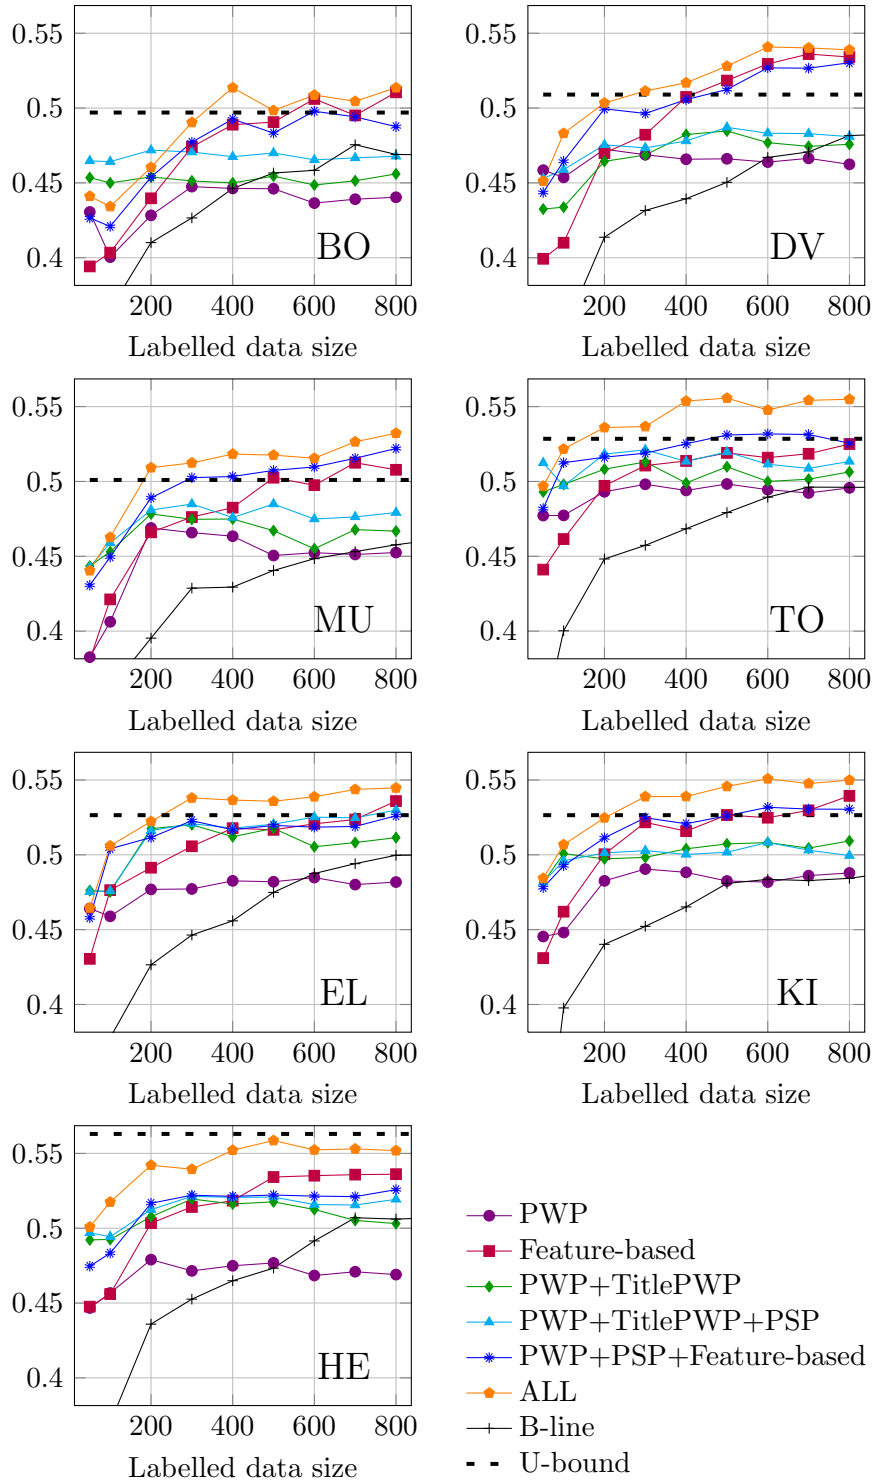 0.55
0.5
0.45
0.4
BO
200 400 600 800
Labelled data size
0.55
0.5
0.45
0.4
DV
200 400 600 800
Labelled data size
0.55
0.5
0.45
0.4
MU
200 400 600 800
Labelled data size
0.55
0.5
0.45
0.4
TO
200 400 600 800
Labelled data size
0.55
0.5
0.45
0.4
EL
200 400 600 800
Labelled data size
0.55
0.5
0.45
0.4
KI
200 400 600 800
Labelled data size
0.55
0.5
0.45
0.4
HE
200 400 600 800
Labelled data size
PWP
Feature-based
PWP+TitlePWP
PWP+TitlePWP+PSP
PWP+PSP+Feature-based
ALL
B-line
U-bound